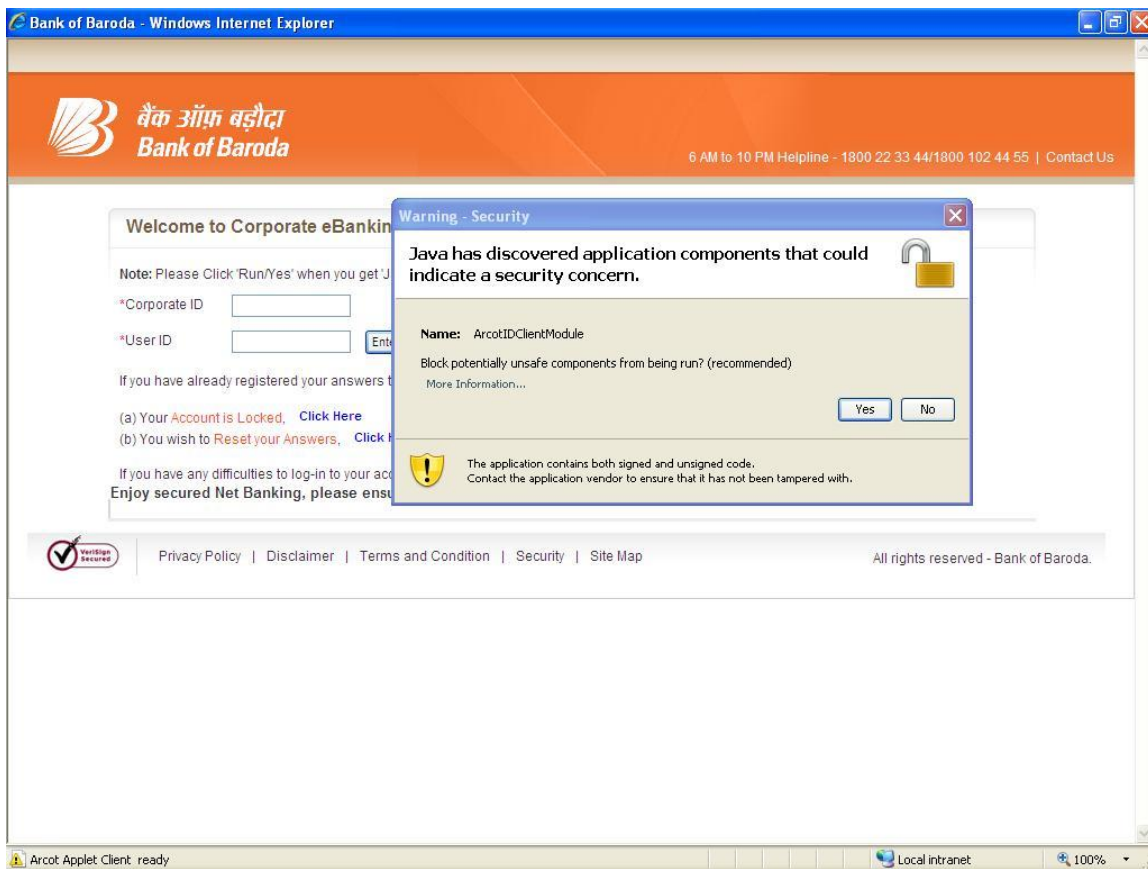 Bank of Baroda - Windows Internet Explorer
बैंक ऑफ़ बड़ौदा
Bank of Baroda
6 AM to 10 PM Helpline - 1800 22 33 44/1800 102 44 55 | Contact Us
Welcome to Corporate eBankin
Note: Please Click 'Run/Yes' when you get 'J
*Corporate ID
*User ID
Ente
If you have already registered your answers t
(a) Your Account is Locked, Click Here
(b) You wish to Reset your Answers, Click H
If you have any difficulties to log-in to your acc
Enjoy secured Net Banking, please ensu
Warning - Security
Java has discovered application components that could
indicate a security concern.
Name: ArcotIDClientModule
Block potentially unsafe components from being run? (recommended)
More Information...
Yes No
The application contains both signed and unsigned code.
Contact the application vendor to ensure that it has not been tampered with.
VeriSign
Secured
Privacy Policy | Disclaimer | Terms and Condition | Security | Site Map
All rights reserved - Bank of Baroda.
Arcot Applet Client ready
Local intranet
100%